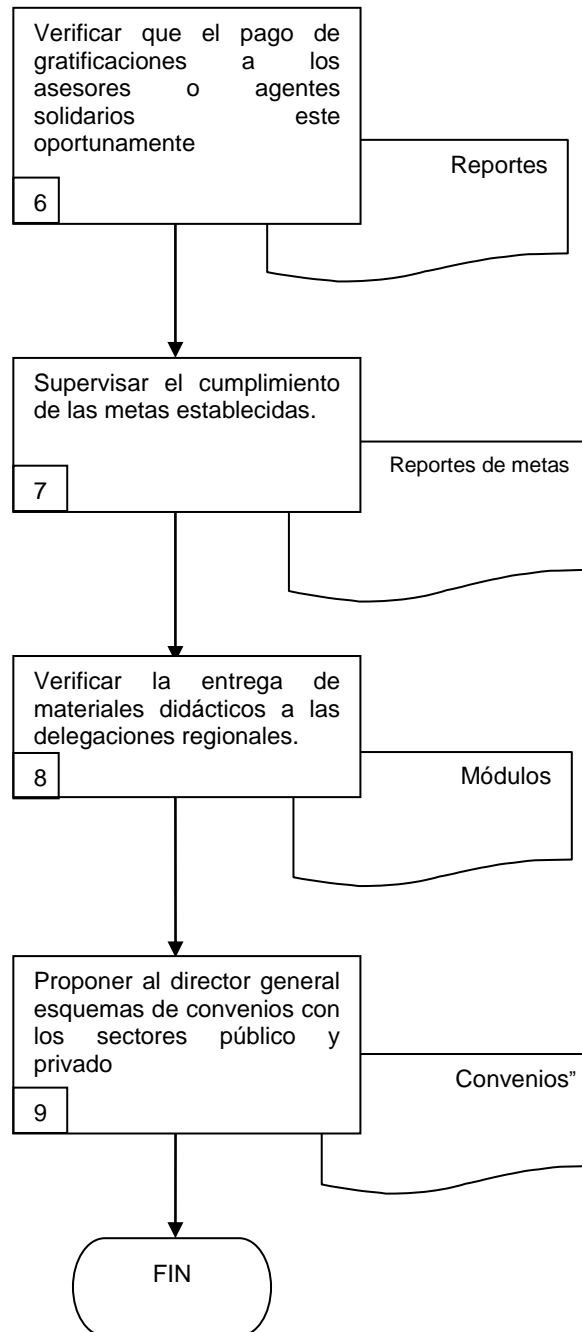 Verificar que el pago de
gratificaciones a los
asesores o agentes
solidarios este
oportunamente
Reportes
6
Supervisar el cumplimiento
de las metas establecidas.
Reportes de metas
7
Verificar la entrega de
materiales didácticos a las
delegaciones regionales.
Módulos
8
Proponer al director general
esquemas de convenios con
los sectores público y
privado
Convenios”
9
FIN